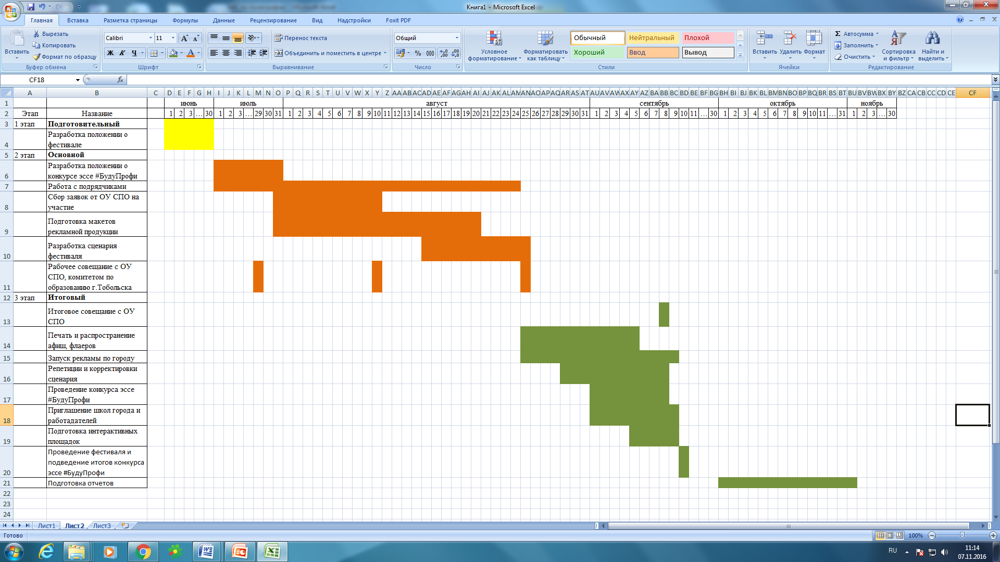 Книга1 - Microsoft Excel
Главная Вставка Разметка страницы Формулы Данные Рецензирование Вид Надстройки Foxit PDF
Вставить
Вырезать
Копировать
Формат по образцу
Буфер обмена
Calibri 11
Ж К Ч A
Шрифт
Перенос текста
Объединить и поместить в центре
Выравнивание
Общий
% 000
Число
Условное форматирование
Форматировать как таблицу
Обычный Нейтральный Плохой
Хороший Ввод Вывод
Стили
Вставить Удалить Формат
Ячейки
Σ Автосумма
Заполнить
Очистить
Сортировка и фильтр
Найти и выделить
Редактирование
CF18 fx
A B C D E F G H I J K L M N O P Q R S T U V W X Y Z AA AB AC AD AE AF AG AH AI AJ AK AL AM AN AO AP AQ AR AS AT AU AV AW AX AY AZ BA BB BC BD BE BF BG BH BI BJ BK BL BM BN BO BP BQ BR BS BT BU BV BW BX BY BZ CA CB CC CD CE CF
1 июнь июль август сентябрь октябрь ноябрь
2 Этап Название 1 2 3 … 30 1 2 3 … 29 30 31 1 2 3 4 5 6 7 8 9 10 11 12 13 14 15 16 17 18 19 20 21 22 23 24 25 26 27 28 29 30 31 1 2 3 4 5 6 7 8 9 10 11 … 30 1 2 3 4 5 6 7 8 9 10 11 … 31 1 2 3 … 30
3 1 этап Подготовительный
4 Разработка положении о
фестивале
5 2 этап Основной
6 Разработка положении о
конкурсе эссе #БудуПрофи
7 Работа с подрядчиками
8 Сбор заявок от ОУ СПО на
участие
9 Подготовка макетов
рекламной продукции
10 Разработка сценария
фестиваля
11 Рабочее совещание с ОУ
СПО, комитетом по
образованию г.Тобольска
12 3 этап Итоговый
13 Итоговое совещание с ОУ
СПО
14 Печать и распространение
афиш, флаеров
15 Запуск рекламы по городу
16 Репетиции и корректировки
сценария
17 Проведение конкурса эссе
#БудуПрофи
18 Приглашение школ города и
работадателей
19 Подготовка интерактивных
площадок
20 Проведение фестиваля и
подведение итогов конкурса
эссе #БудуПрофи
21 Подготовка отчетов
22
23
24
Лист1 Лист2 Лист3
Готово 100%
RU 11:14
07.11.2016